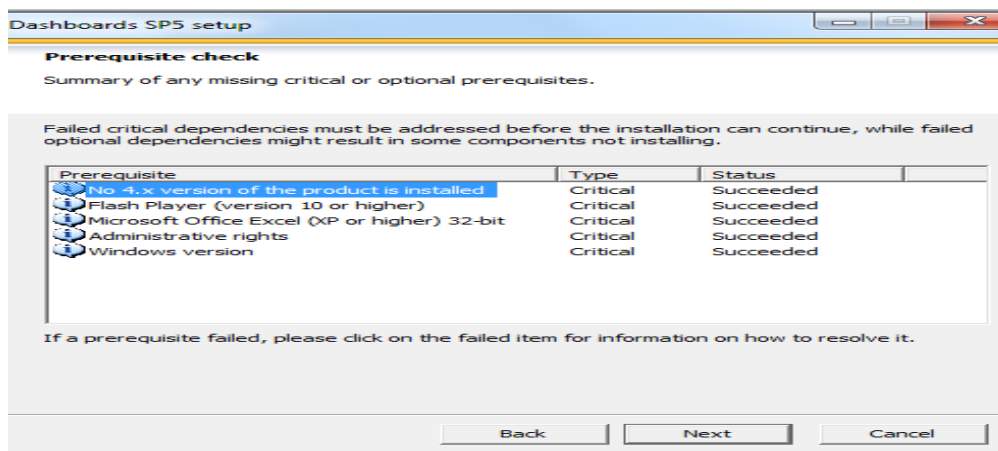 Dashboards SP5 setup
Prerequisite check
Summary of any missing critical or optional prerequisites.
Failed critical dependencies must be addressed before the installation can continue, while failed
optional dependencies might result in some components not installing.
Prerequisite Type Status
No 4.x version of the product is installed Critical Succeeded
Flash Player (version 10 or higher) Critical Succeeded
Microsoft Office Excel (XP or higher) 32-bit Critical Succeeded
Administrative rights Critical Succeeded
Windows version Critical Succeeded
If a prerequisite failed, please click on the failed item for information on how to resolve it.
Back Next Cancel